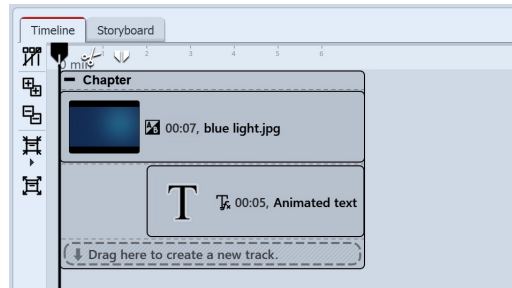 Timeline Storyboard
1 2 3 4 5 6
0 min
Chapter
00:07, blue light.jpg
T 00:05, Animated text
Drag here to create a new track.